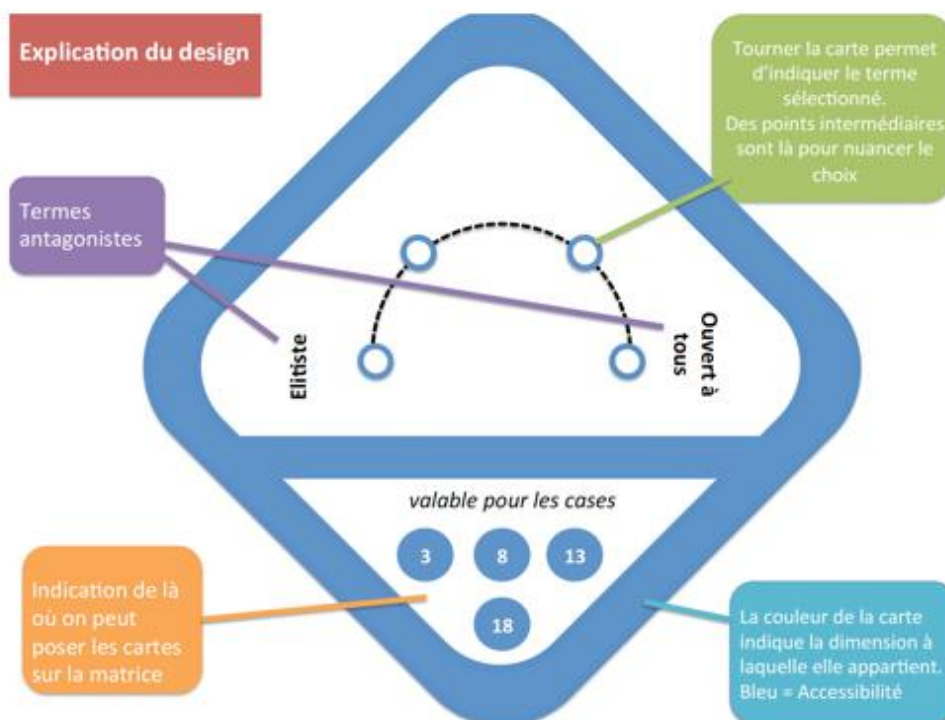 Explication du design
Tourner la carte permet
d'indiquer le terme
sélectionné.
Des points intermédiaires
sont là pour nuancer le
choix
Termes
antagonistes
Elitiste
Ouvert à
tous
valable pour les cases
3 8 13
18
Indication de là
où on peut
poser les cartes
sur la matrice
La couleur de la carte
indique la dimension à
laquelle elle appartient.
Bleu = Accessibilité